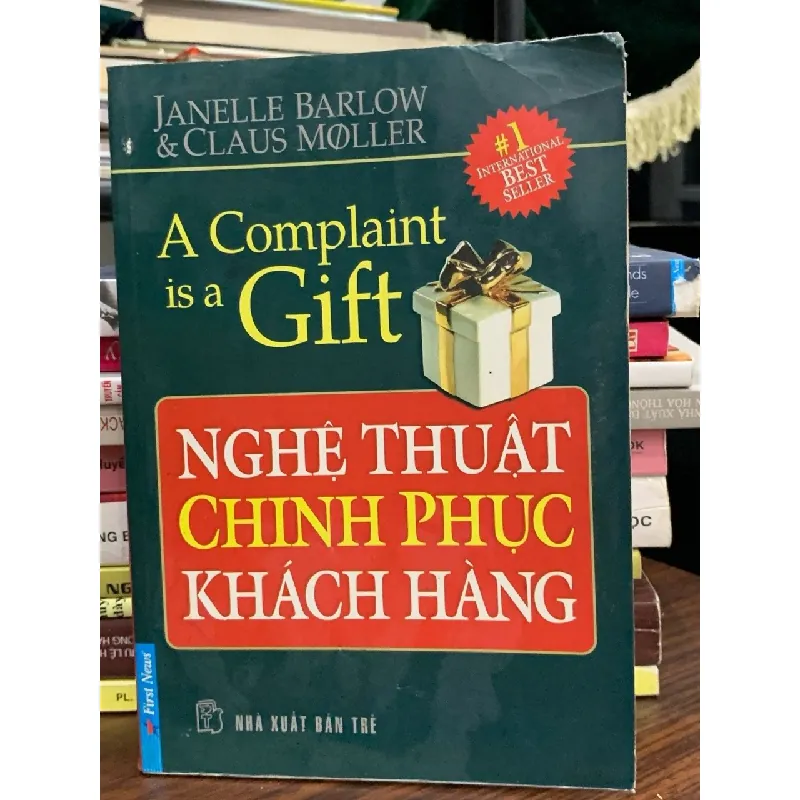 JANELLE BARLOW
& CLAUS MØLLER
#1
INTERNATIONAL
BEST
SELLER
A Complaint
is a
Gift
NGHỆ THUẬT
CHINH PHỤC
KHÁCH HÀNG
First News
NHÀ XUẤT BẢN TRẺ
PL.